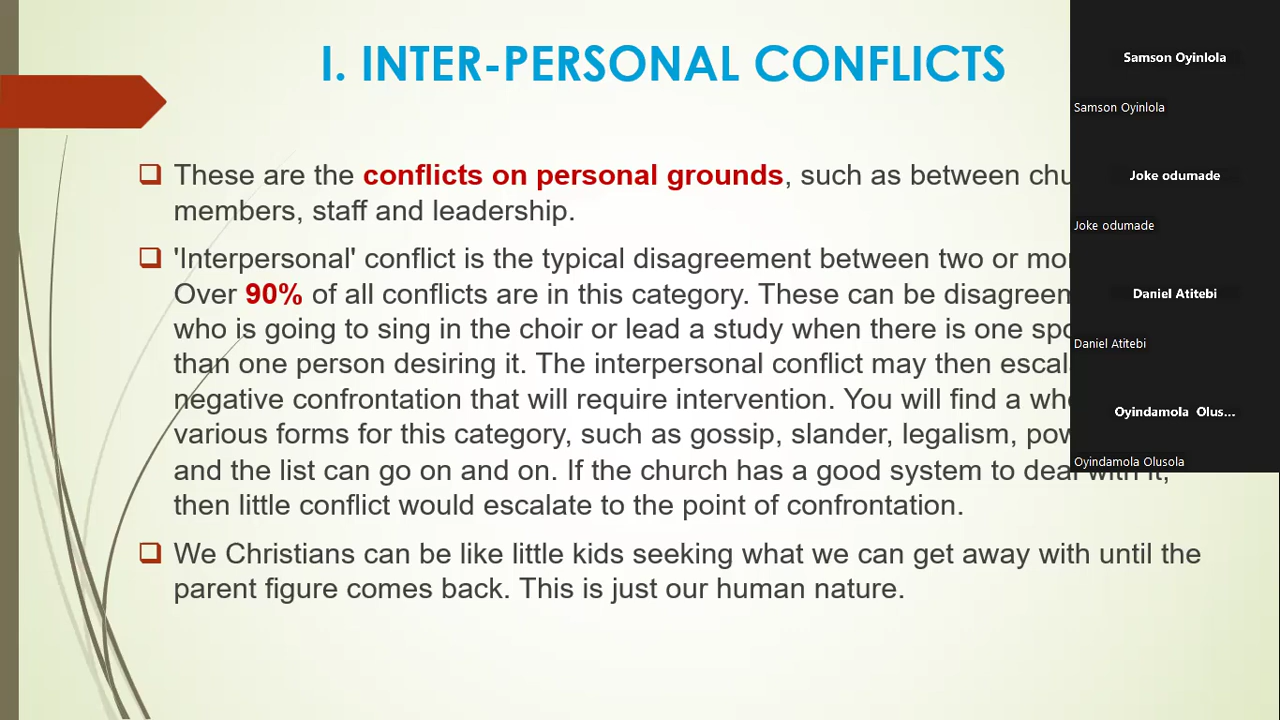 I. INTER-PERSONAL CONFLICTS
These are the conflicts on personal grounds, such as between
members, staff and leadership.
'Interpersonal' conflict is the typical disagreement between two or
Over 90% of all conflicts are in this category. These can be
who is going to sing in the choir or lead a study when there is one
than one person desiring it. The interpersonal conflict may then
negative confrontation that will require intervention. You will find a
various forms for this category, such as gossip, slander, legalism,
and the list can go on and on. If the church has a good system to deal with it,
then little conflict would escalate to the point of confrontation.
We Christians can be like little kids seeking what we can get away with until the
parent figure comes back. This is just our human nature.
Samson Oyinlola
Samson Oyinlola
Joke odumade
Joke odumade
Daniel Atitebi
Daniel Atitebi
Oyindamola Olus...
Oyindamola Olusola